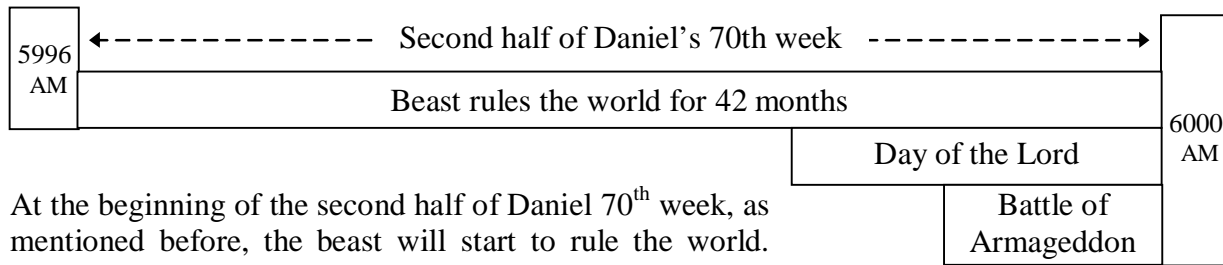 5996
AM
Second half of Daniel's 70th week
Beast rules the world for 42 months
6000
AM
Day of the Lord
Battle of
Armageddon
At the beginning of the second half of Daniel 70th week, as
mentioned before, the beast will start to rule the world.